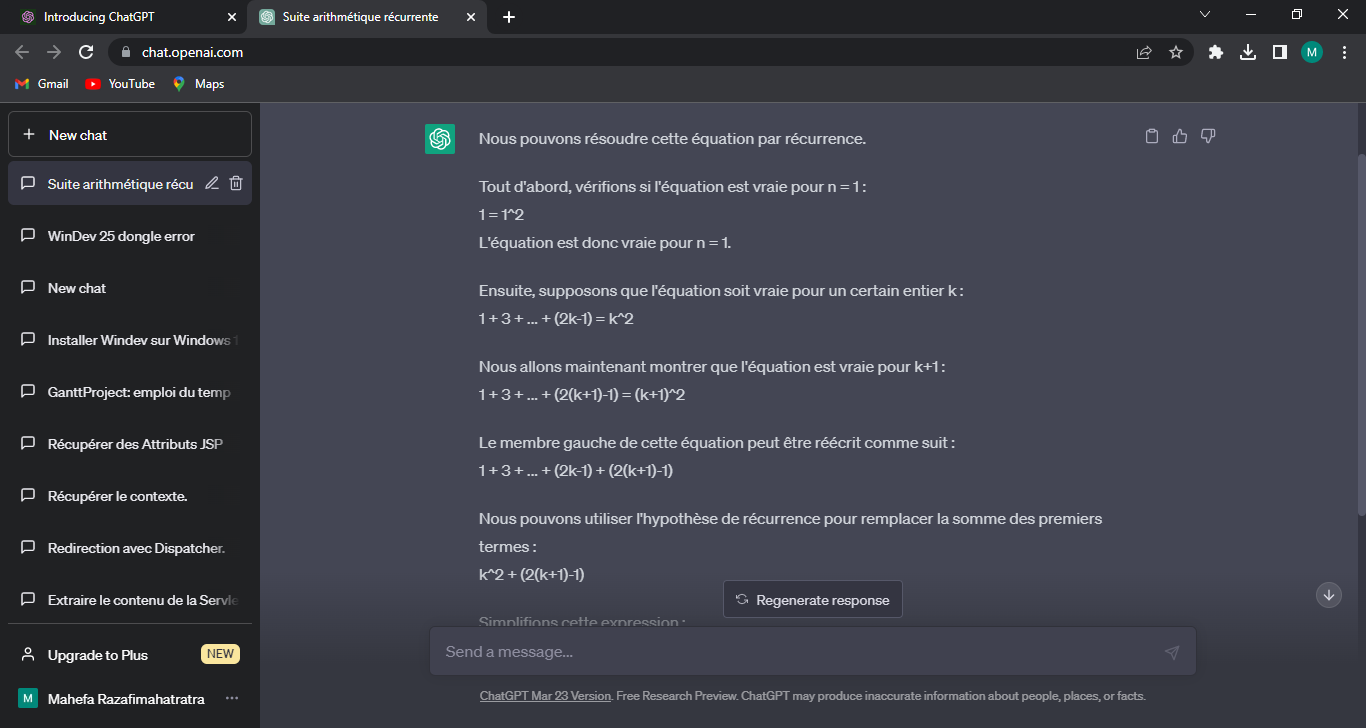 Introducing ChatGPT
Suite arithmétique récurrente
chat.openai.com
M
Gmail
YouTube
Maps
New chat
Suite arithmétique récu
WinDev 25 dongle error
New chat
Installer Windev sur Windows 1
GanttProject: emploi du temp
Récupérer des Attributs JSP
Récupérer le contexte.
Redirection avec Dispatcher.
Extraire le contenu de la Servle
Upgrade to Plus
NEW
M
Mahefa Razafimahatratra
Nous pouvons résoudre cette équation par récurrence.
Tout d'abord, vérifions si l'équation est vraie pour n = 1 :
1 = 1^2
L'équation est donc vraie pour n = 1.
Ensuite, supposons que l'équation soit vraie pour un certain entier k :
1 + 3 + ... + (2k-1) = k^2
Nous allons maintenant montrer que l'équation est vraie pour k+1 :
1 + 3 + ... + (2(k+1)-1) = (k+1)^2
Le membre gauche de cette équation peut être réécrit comme suit :
1 + 3 + ... + (2k-1) + (2(k+1)-1)
Nous pouvons utiliser l'hypothèse de récurrence pour remplacer la somme des premiers
termes :
k^2 + (2(k+1)-1)
Simplifions cette expression :
Regenerate response
Send a message...
ChatGPT Mar 23 Version. Free Research Preview. ChatGPT may produce inaccurate information about people, places, or facts.